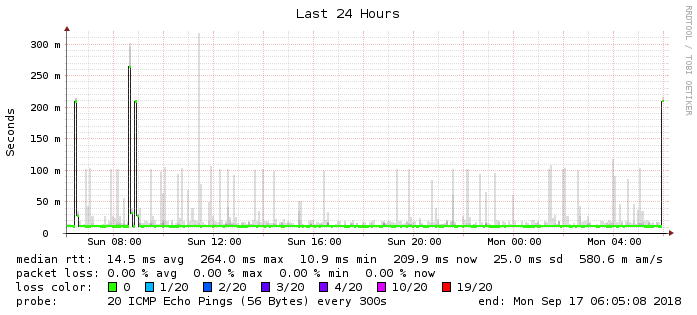 Last 24 Hours
RRDTOOL / TOBI OETIKER
Seconds
300 m
250 m
200 m
150 m
100 m
50 m
0
Sun 08:00 Sun 12:00 Sun 16:00 Sun 20:00 Mon 00:00 Mon 04:00
median rtt: 14.5 ms avg 264.0 ms max 10.9 ms min 209.9 ms now 25.0 ms sd 580.6 m am/s
packet loss: 0.00 % avg 0.00 % max 0.00 % min 0.00 % now
loss color: 0 1/20 2/20 3/20 4/20 10/20 19/20
probe: 20 ICMP Echo Pings (56 Bytes) every 300s end: Mon Sep 17 06:05:08 2018